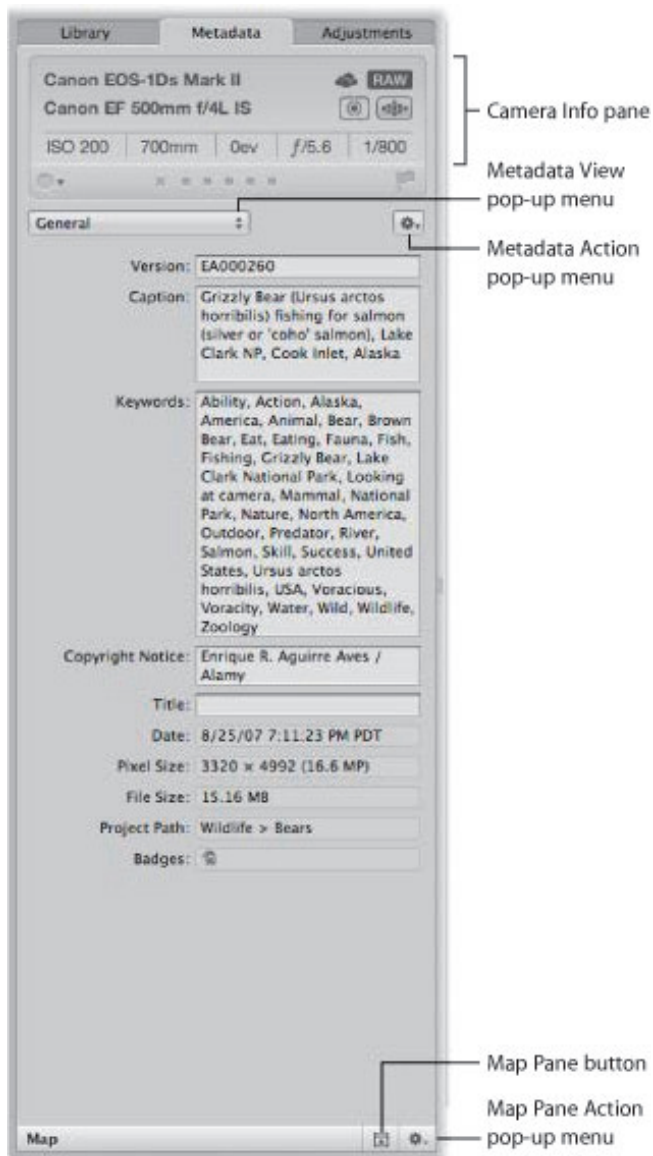 Library Metadata Adjustments
Canon EOS-1Ds Mark II RAW
Canon EF 500mm f/4L IS
ISO 200 700mm 0ev ƒ/5.6 1/800
Camera Info pane
Metadata View
pop-up menu
General
Metadata Action
pop-up menu
Version: EA000260
Caption: Grizzly Bear (Ursus arctos
horribilis) fishing for salmon
(silver or 'coho' salmon), Lake
Clark NP, Cook Inlet, Alaska
Keywords: Ability, Action, Alaska,
America, Animal, Bear, Brown
Bear, Eat, Eating, Fauna, Fish,
Fishing, Grizzly Bear, Lake
Clark National Park, Looking
at camera, Mammal, National
Park, Nature, North America,
Outdoor, Predator, River,
Salmon, Skill, Success, United
States, Ursus arctos
horribilis, USA, Voracious,
Voracity, Water, Wild, Wildlife,
Zoology
Copyright Notice: Enrique R. Aguirre Aves /
Alamy
Title:
Date: 8/25/07 7:11:23 PM PDT
Pixel Size: 3320 × 4992 (16.6 MP)
File Size: 15.16 MB
Project Path: Wildlife > Bears
Badges:
Map Pane button
Map Pane Action
pop-up menu
Map